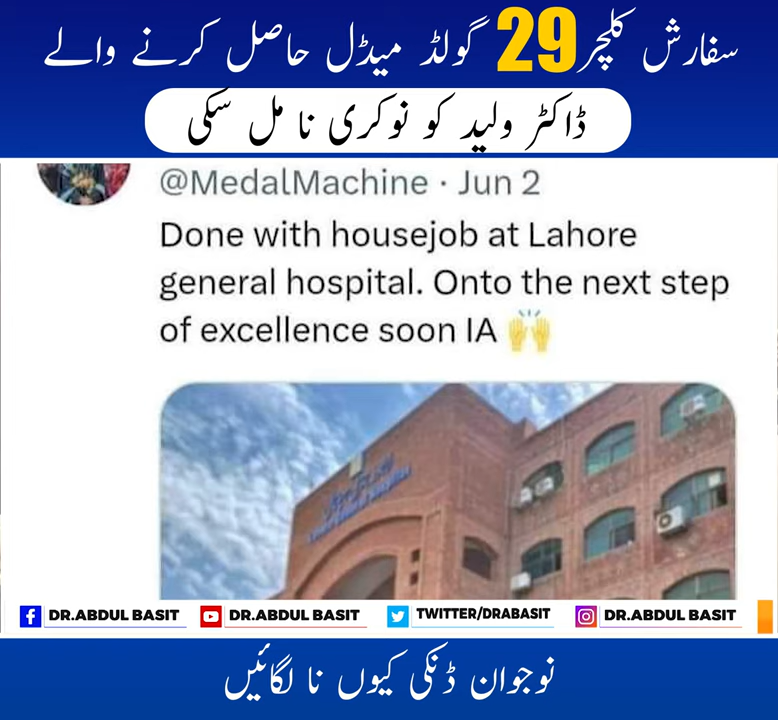 سفارش کلچر 29 گولڈ میڈل حاصل کرنے والے
ڈاکٹر ولید کو نوکری نا مل سکی
@MedalMachine · Jun 2
Done with housejob at Lahore
general hospital. Onto the next step
of excellence soon IA 🙌
DR.ABDUL BASIT DR.ABDUL BASIT TWITTER/DRABASIT DR.ABDUL BASIT
نوجوان ڈنکی کیوں نا لگائیں